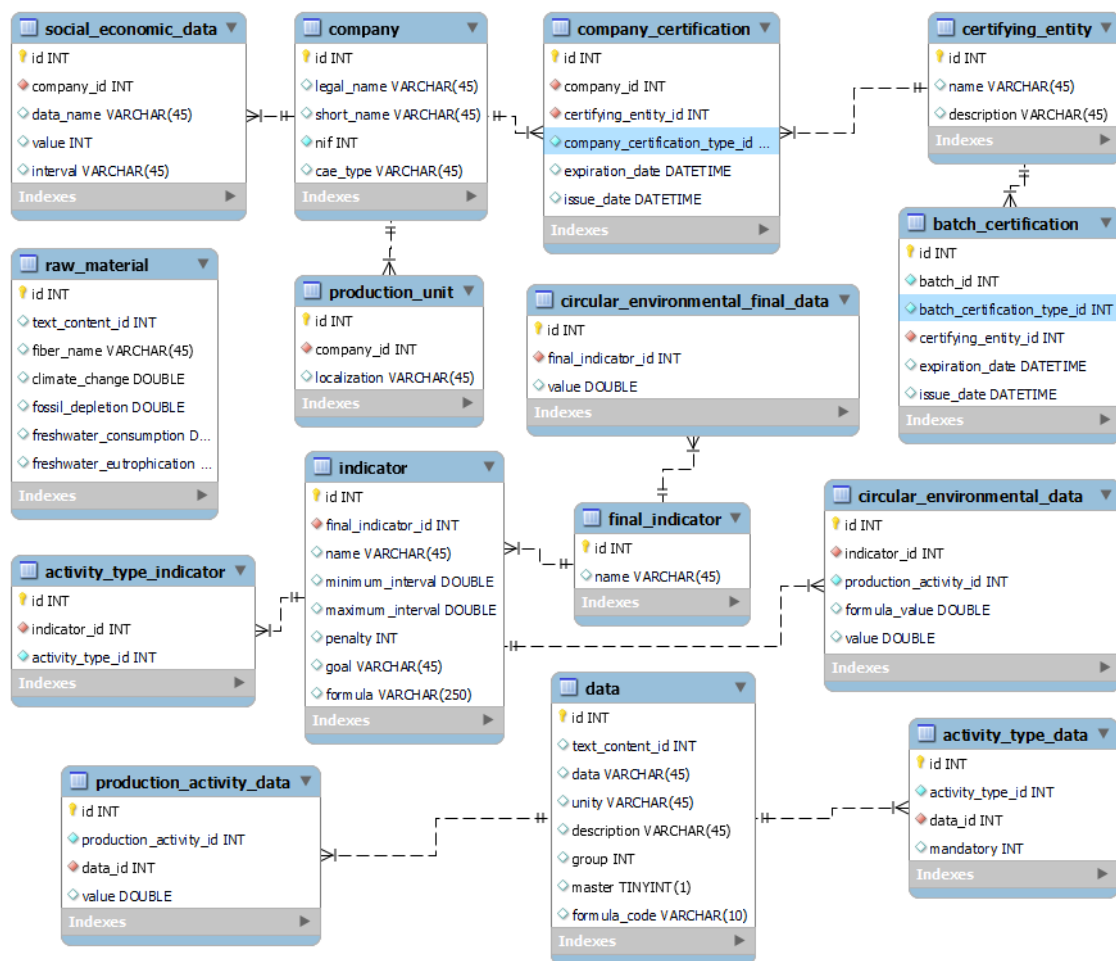 social_economic_data
id INT
company_id INT
data_name VARCHAR(45)
value INT
interval VARCHAR(45)
Indexes
company
id INT
legal_name VARCHAR(45)
short_name VARCHAR(45)
nif INT
cae_type VARCHAR(45)
Indexes
company_certification
id INT
company_id INT
certifying_entity_id INT
company_certification_type_id ...
expiration_date DATETIME
issue_date DATETIME
Indexes
certifying_entity
id INT
name VARCHAR(45)
description VARCHAR(45)
Indexes
batch_certification
id INT
batch_id INT
batch_certification_type_id INT
certifying_entity_id INT
expiration_date DATETIME
issue_date DATETIME
Indexes
raw_material
id INT
text_content_id INT
fiber_name VARCHAR(45)
climate_change DOUBLE
fossil_depletion DOUBLE
freshwater_consumption D...
freshwater_eutrophication ...
Indexes
production_unit
id INT
company_id INT
localization VARCHAR(45)
Indexes
circular_environmental_final_data
id INT
final_indicator_id INT
value DOUBLE
Indexes
indicator
id INT
final_indicator_id INT
name VARCHAR(45)
minimum_interval DOUBLE
maximum_interval DOUBLE
penalty INT
goal VARCHAR(45)
formula VARCHAR(250)
Indexes
final_indicator
id INT
name VARCHAR(45)
Indexes
circular_environmental_data
id INT
indicator_id INT
production_activity_id INT
formula_value DOUBLE
value DOUBLE
Indexes
activity_type_indicator
id INT
indicator_id INT
activity_type_id INT
Indexes
data
id INT
text_content_id INT
data VARCHAR(45)
unity VARCHAR(45)
description VARCHAR(45)
group INT
master TINYINT(1)
formula_code VARCHAR(10)
Indexes
activity_type_data
id INT
activity_type_id INT
data_id INT
mandatory INT
Indexes
production_activity_data
id INT
production_activity_id INT
data_id INT
value DOUBLE
Indexes